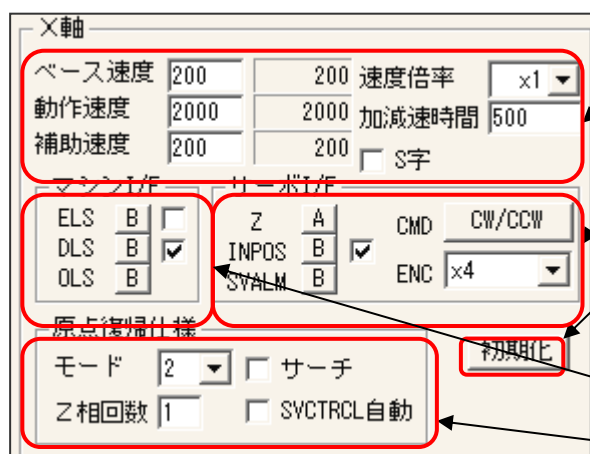 X軸
ベース速度 200 200 速度倍率 x1
動作速度 2000 2000 加減速時間 500
補助速度 200 200 S字
マシンI/F サーボI/F
ELS B Z A CMD CW/CCW
DLS B INPOS B
OLS B SVALM B ENC x4
原点復帰仕様
モード 2 サーチ 初期化
Z相回数 1 SVCTRCL自動